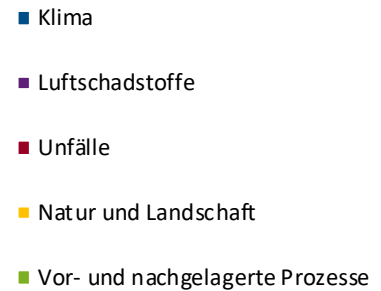 Klima
Luftschadstoffe
Unfälle
Natur und Landschaft
Vor- und nachgelagerte Prozesse